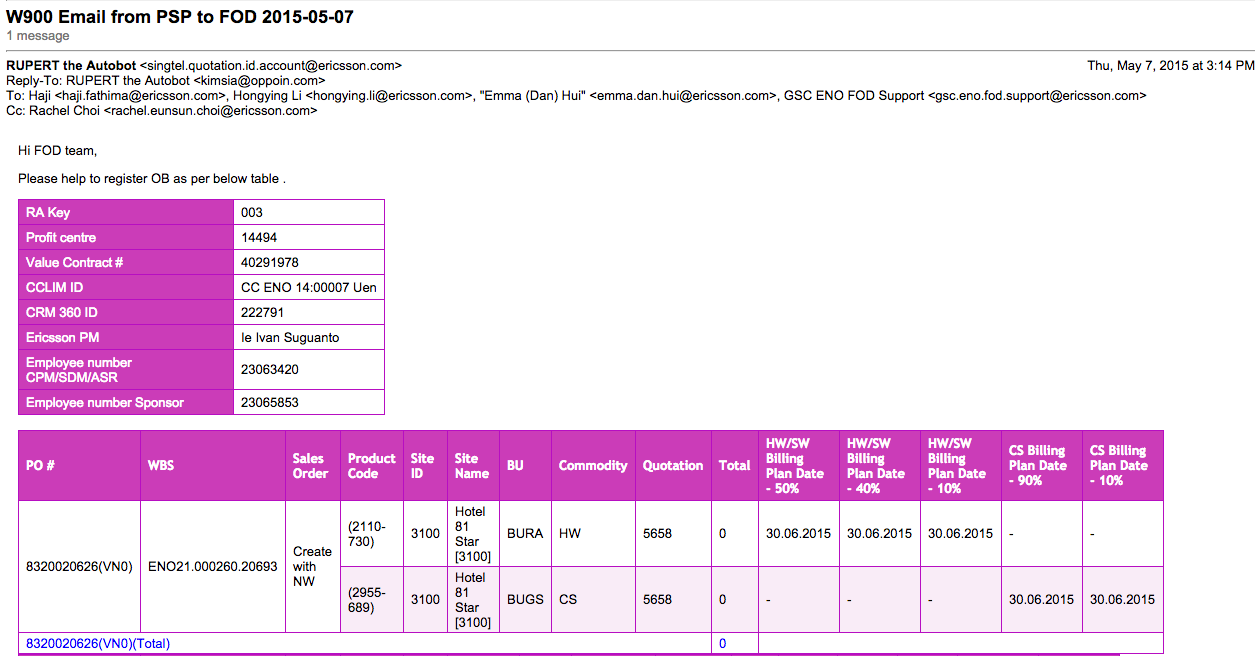 W900 Email from PSP to FOD 2015-05-07
1 message
RUPERT the Autobot <singtel.quotation.id.account@ericsson.com> Thu, May 7, 2015 at 3:14 PM
Reply-To: RUPERT the Autobot <kimsia@oppoin.com>
To: Haji <haji.fathima@ericsson.com>, Hongying Li <hongying.li@ericsson.com>, "Emma (Dan) Hui" <emma.dan.hui@ericsson.com>, GSC ENO FOD Support <gsc.eno.fod.support@ericsson.com>
Cc: Rachel Choi <rachel.eunsun.choi@ericsson.com>
Hi FOD team,
Please help to register OB as per below table .
RA Key 003
Profit centre 14494
Value Contract # 40291978
CCLIM ID CC ENO 14:00007 Uen
CRM 360 ID 222791
Ericsson PM Ie Ivan Suguanto
Employee number
CPM/SDM/ASR 23063420
Employee number Sponsor 23065853
PO #
WBS
Sales
Order
Product
Code
Site
ID
Site
Name
BU
Commodity
Quotation
Total
HW/SW
Billing
Plan Date
- 50%
HW/SW
Billing
Plan Date
- 40%
HW/SW
Billing
Plan Date
- 10%
CS Billing
Plan Date
- 90%
CS Billing
Plan Date
- 10%
8320020626(VN0)
ENO21.000260.20693
Create
with
NW
(2110-
730)
3100
Hotel
81
Star
[3100]
BURA
HW
5658
0
30.06.2015
30.06.2015
30.06.2015
-
-
(2955-
689)
3100
Hotel
81
Star
[3100]
BUGS
CS
5658
0
-
-
-
30.06.2015
30.06.2015
8320020626(VN0)(Total) 0